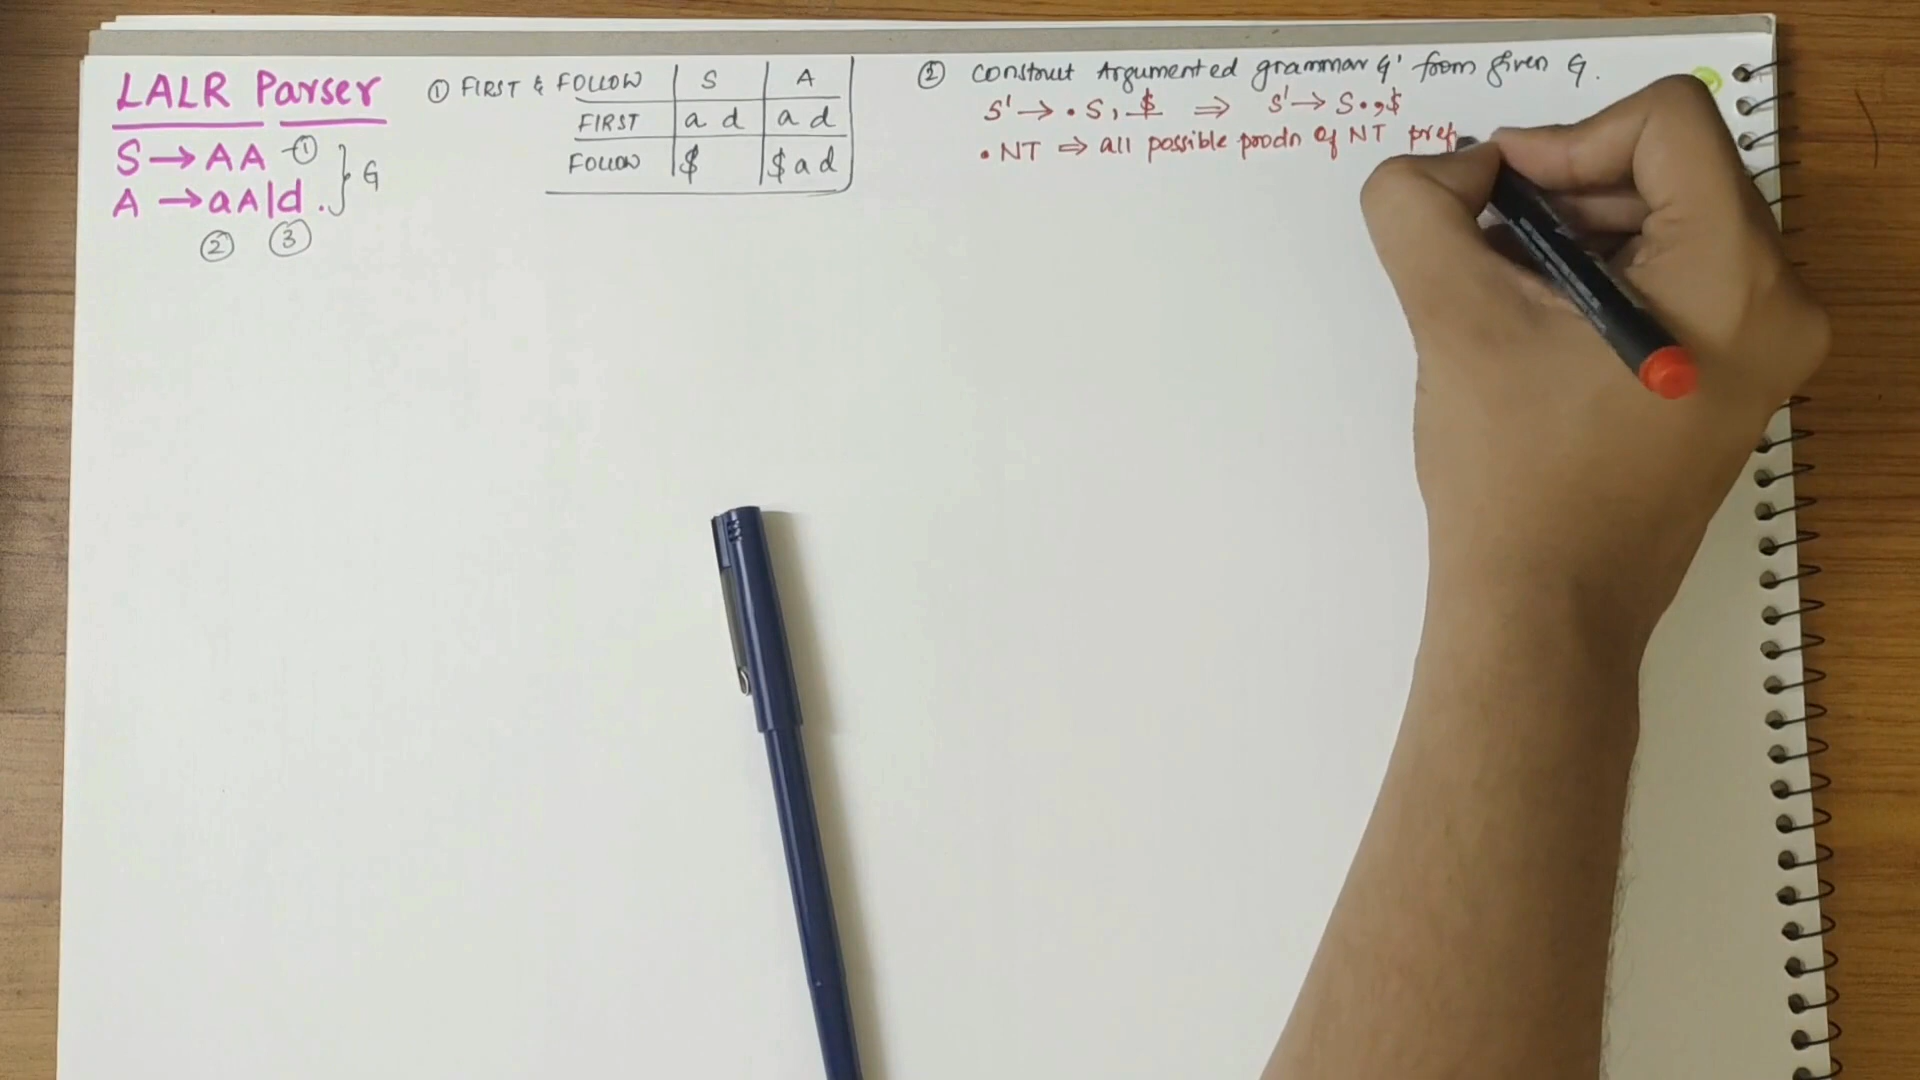 LALR Parser
S → AA - ①
A → aA|d .
} G
② ③
① FIRST & FOLLOW S A
FIRST a d a d
FOLLOW $ $ a d
② Construct Argumented grammar G' from given G.
S' → . S , $ ⇒ S' → S . , $
. NT ⇒ all possible prodn of NT pref